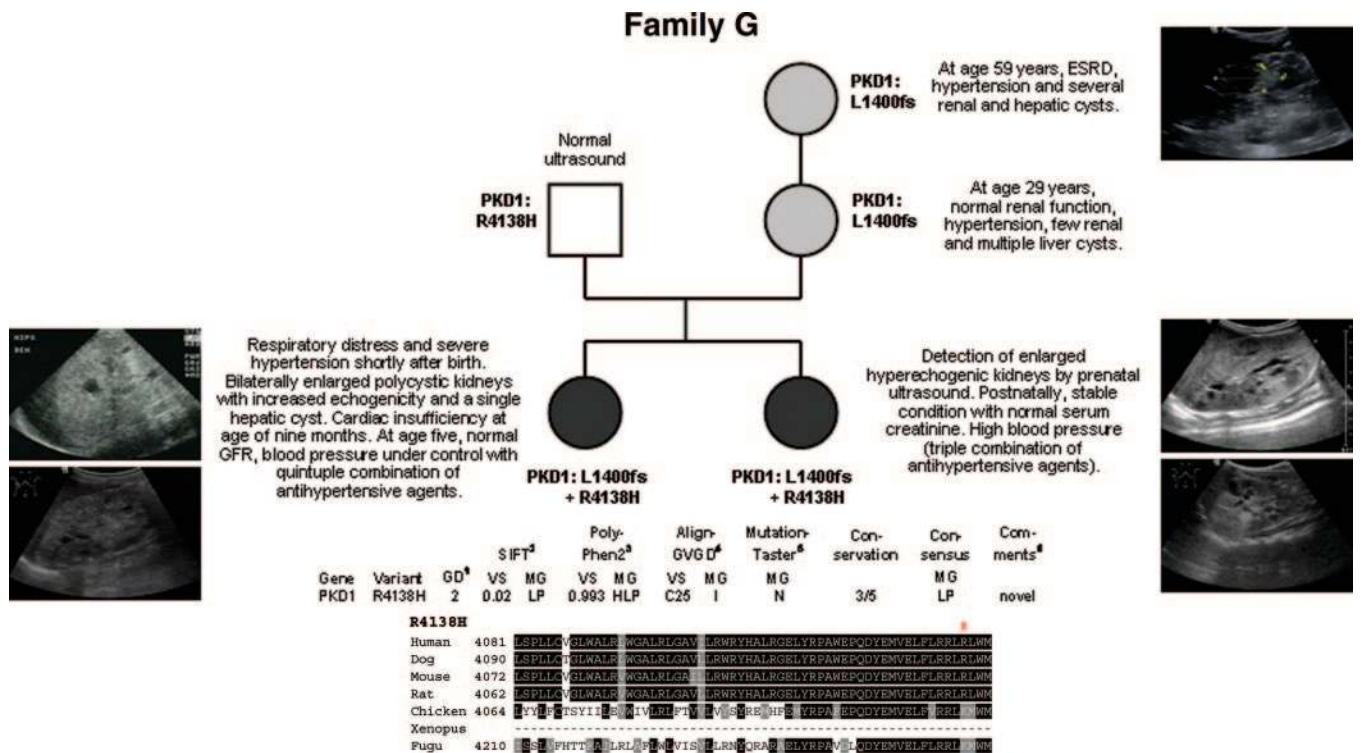 Family G
PKD1:
L1400fs
At age 59 years, ESRD,
hypertension and several
renal and hepatic cysts.
Normal
ultrasound
PKD1:
R4138H
PKD1:
L1400fs
At age 29 years,
normal renal function,
hypertension, few renal
and multiple liver cysts.
Respiratory distress and severe
hypertension shortly after birth.
Bilaterally enlarged polycystic kidneys
with increased echogenicity and a single
hepatic cyst. Cardiac insufficiency at
age of nine months. At age five, normal
GFR, blood pressure under control with
quintuple combination of
antihypertensive agents.
Detection of enlarged
hyperechogenic kidneys by prenatal
ultrasound. Postnatally, stable
condition with normal serum
creatinine. High blood pressure
(triple combination of
antihypertensive agents).
PKD1: L1400fs
+ R4138H
PKD1: L1400fs
+ R4138H
Poly- Align- Mutation- Con- Con- Com-
SIFT Phen2 GVGD Taster servation sensus ments
Gene Variant GD VS MG VS MG VS MG MG MG
PKD1 R4138H 2 0.02 LP 0.993 HLP C25 I N 3/5 LP novel
R4138H
Human 4081
Dog 4090
Mouse 4072
Rat 4062
Chicken 4064
Xenopus
Fugu 4210